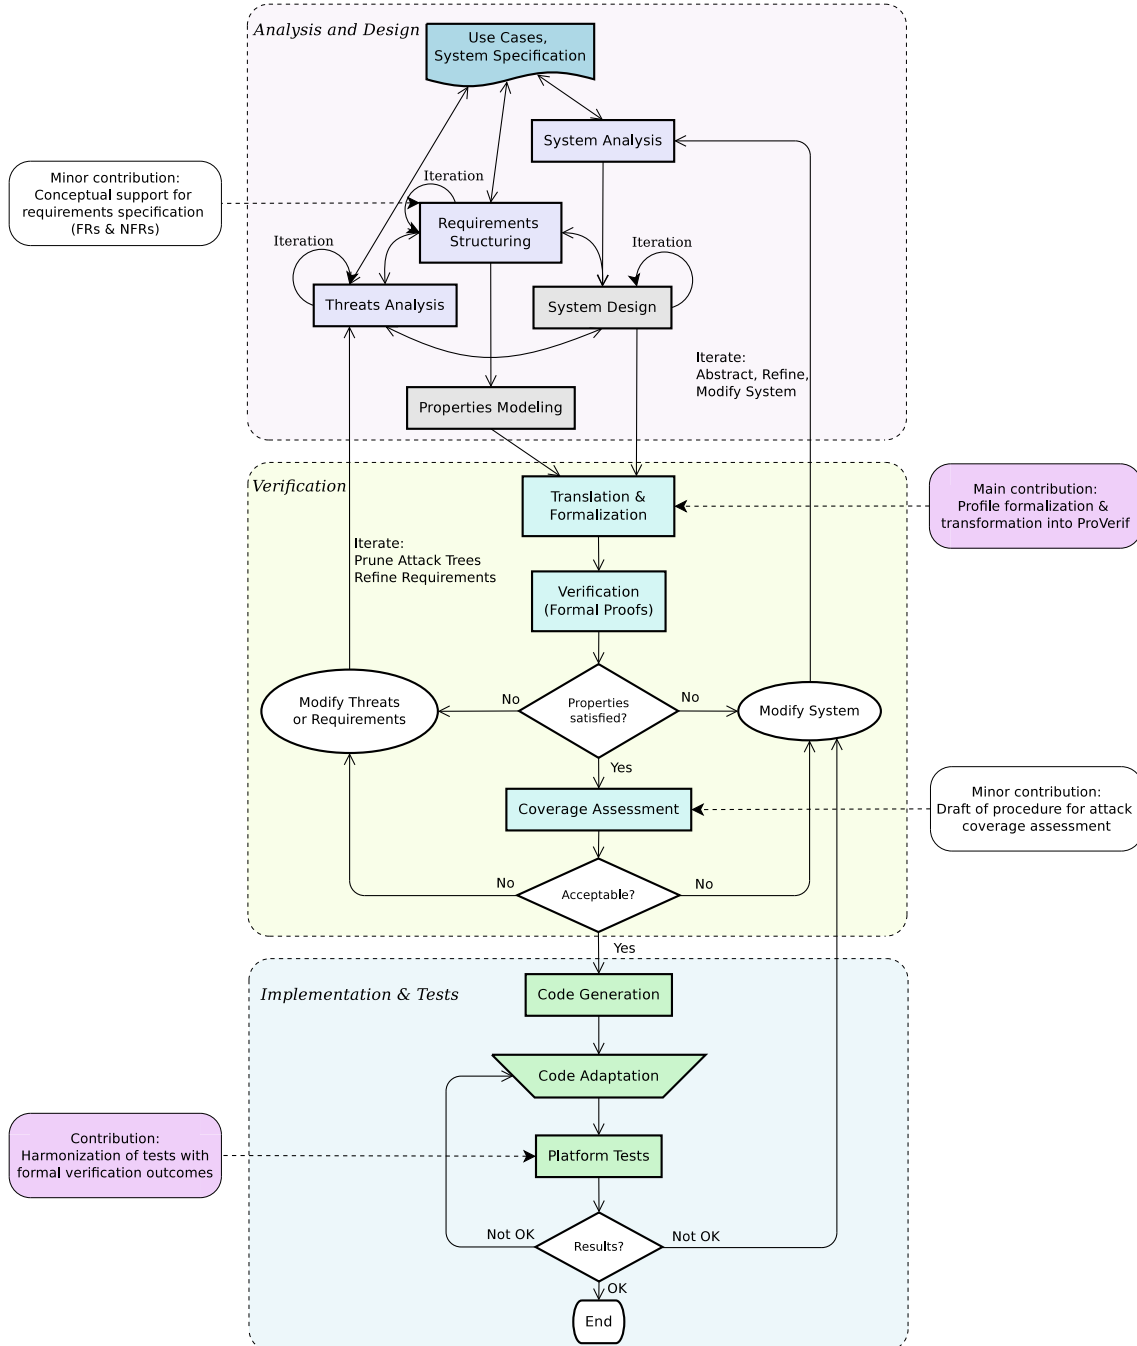 Analysis and Design
Use Cases,
System Specification
System Analysis
Minor contribution:
Conceptual support for
requirements specification
(FRs & NFRs)
Iteration
Requirements
Structuring
Iteration
Iteration
Threats Analysis
System Design
Iterate:
Abstract, Refine,
Modify System
Properties Modeling
Verification
Translation &
Formalization
Main contribution:
Profile formalization &
transformation into ProVerif
Iterate:
Prune Attack Trees
Refine Requirements
Verification
(Formal Proofs)
No
No
Modify Threats
or Requirements
Properties
satisfied?
Modify System
Yes
Coverage Assessment
Minor contribution:
Draft of procedure for attack
coverage assessment
No
No
Acceptable?
Yes
Implementation & Tests
Code Generation
Code Adaptation
Contribution:
Harmonization of tests with
formal verification outcomes
Platform Tests
Not OK
Not OK
Results?
OK
End